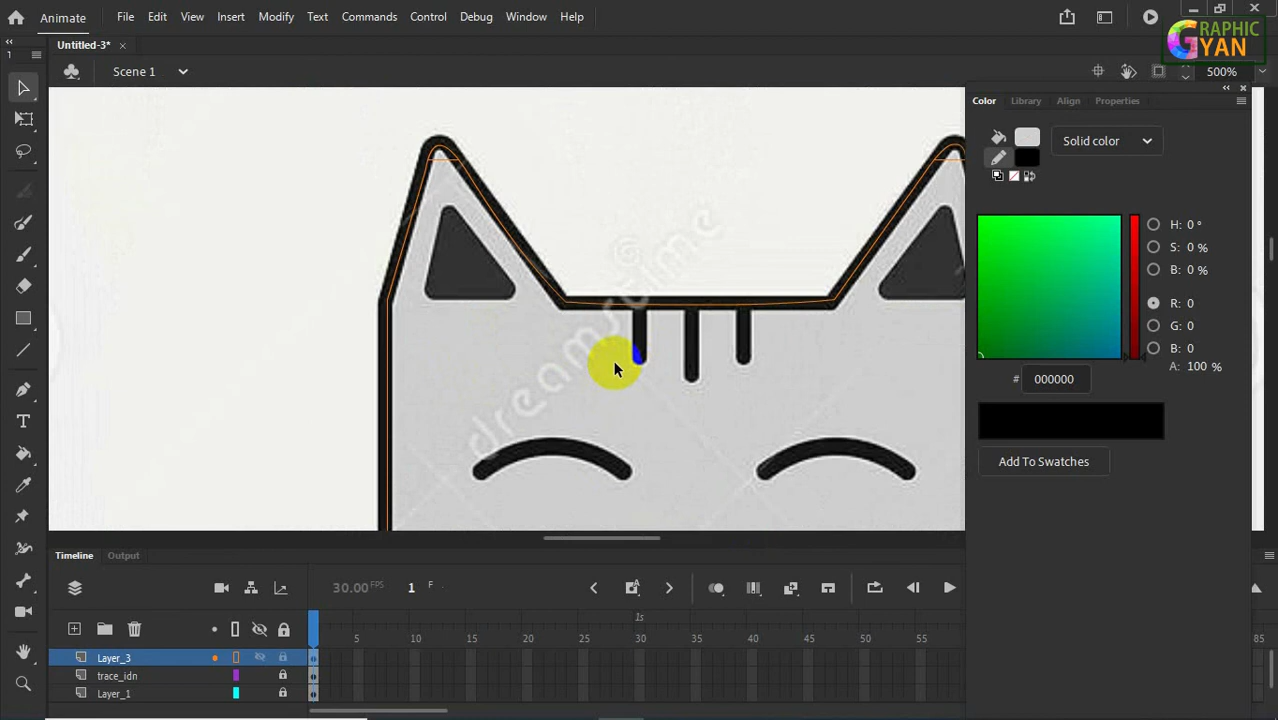 Animate File Edit View Insert Modify Text Commands Control Debug Window Help
GRAPHIC
GYAN
Untitled-3*
1
Scene 1
500%
Color Library Align Properties
Solid color
H: 0 °
S: 0 %
B: 0 %
R: 0
G: 0
B: 0
A: 100 %
# 000000
Add To Swatches
dreamstime
Timeline Output
30.00 FPS 1 F
1s
5 10 15 20 25 30 35 40 45 50 55 85
Layer_3
trace_idn
Layer_1